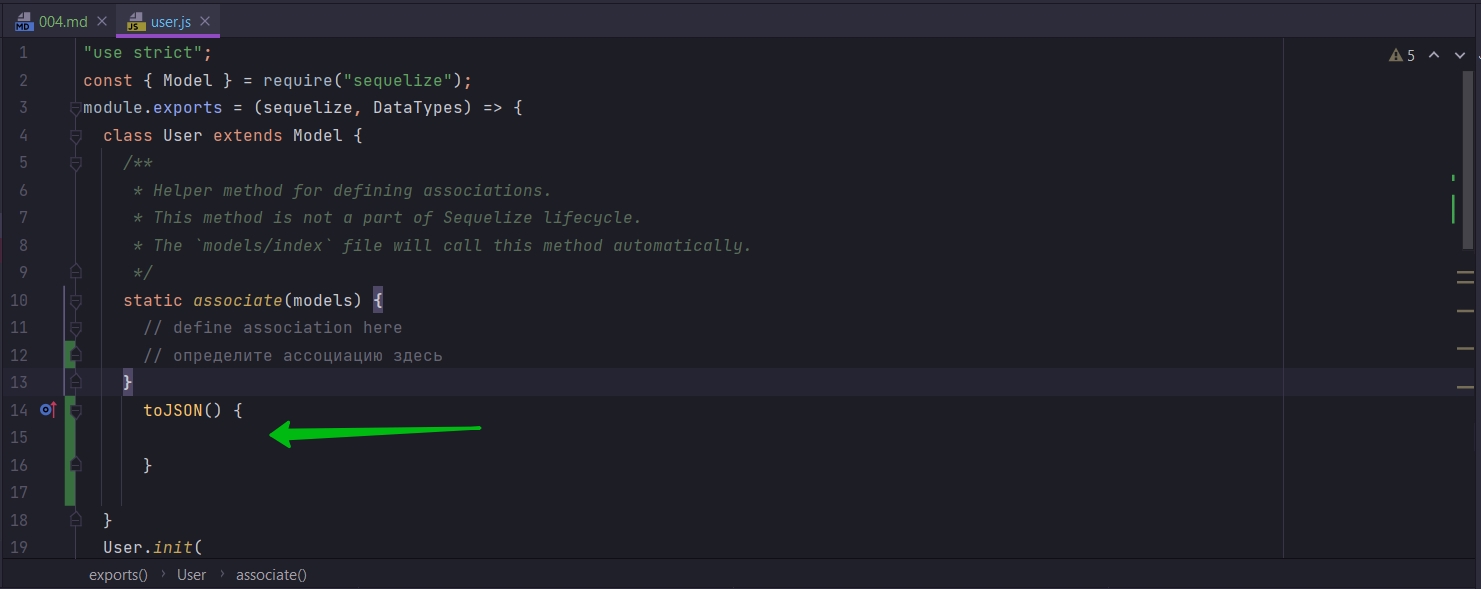 004.md
user.js
1 "use strict";
2 const { Model } = require("sequelize");
3 module.exports = (sequelize, DataTypes) => {
4 class User extends Model {
5 /**
6 * Helper method for defining associations.
7 * This method is not a part of Sequelize lifecycle.
8 * The `models/index` file will call this method automatically.
9 */
10 static associate(models) {
11 // define association here
12 // определите ассоциацию здесь
13 }
14 toJSON() {
15
16 }
17
18 }
19 User.init(
5
exports() › User › associate()